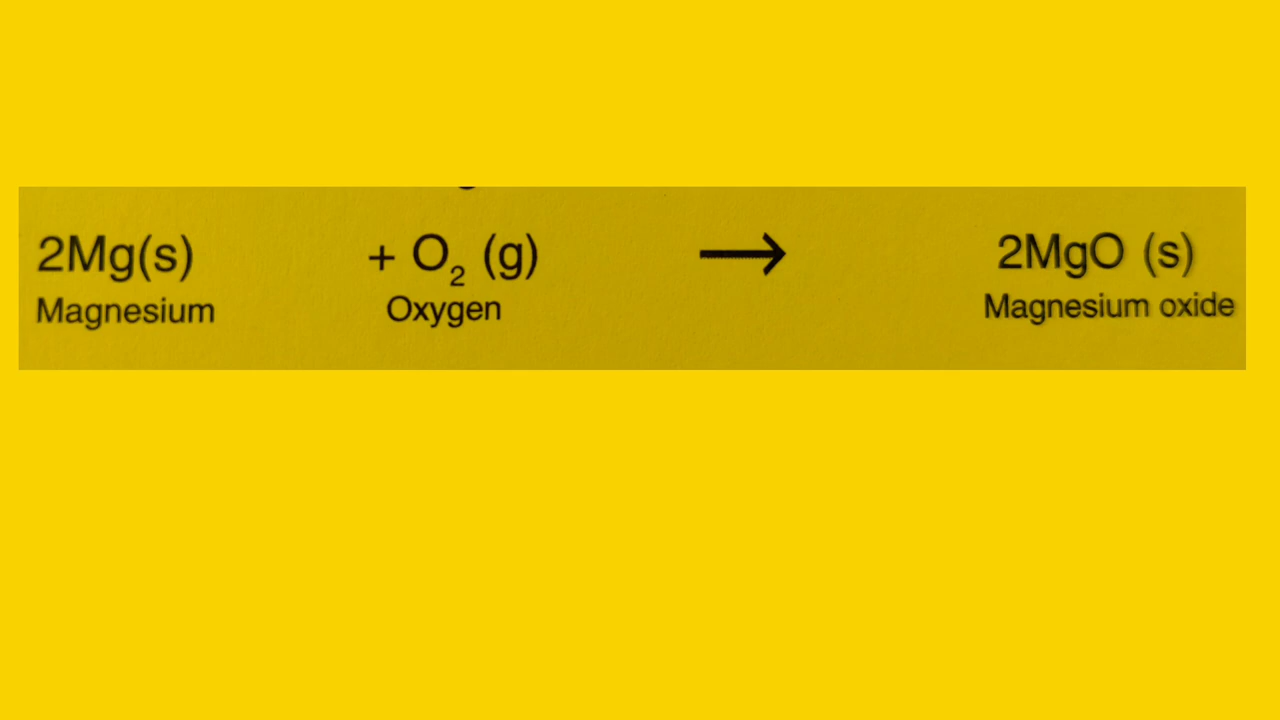 2Mg(s) + O₂ (g) → 2MgO (s)
Magnesium Oxygen Magnesium oxide